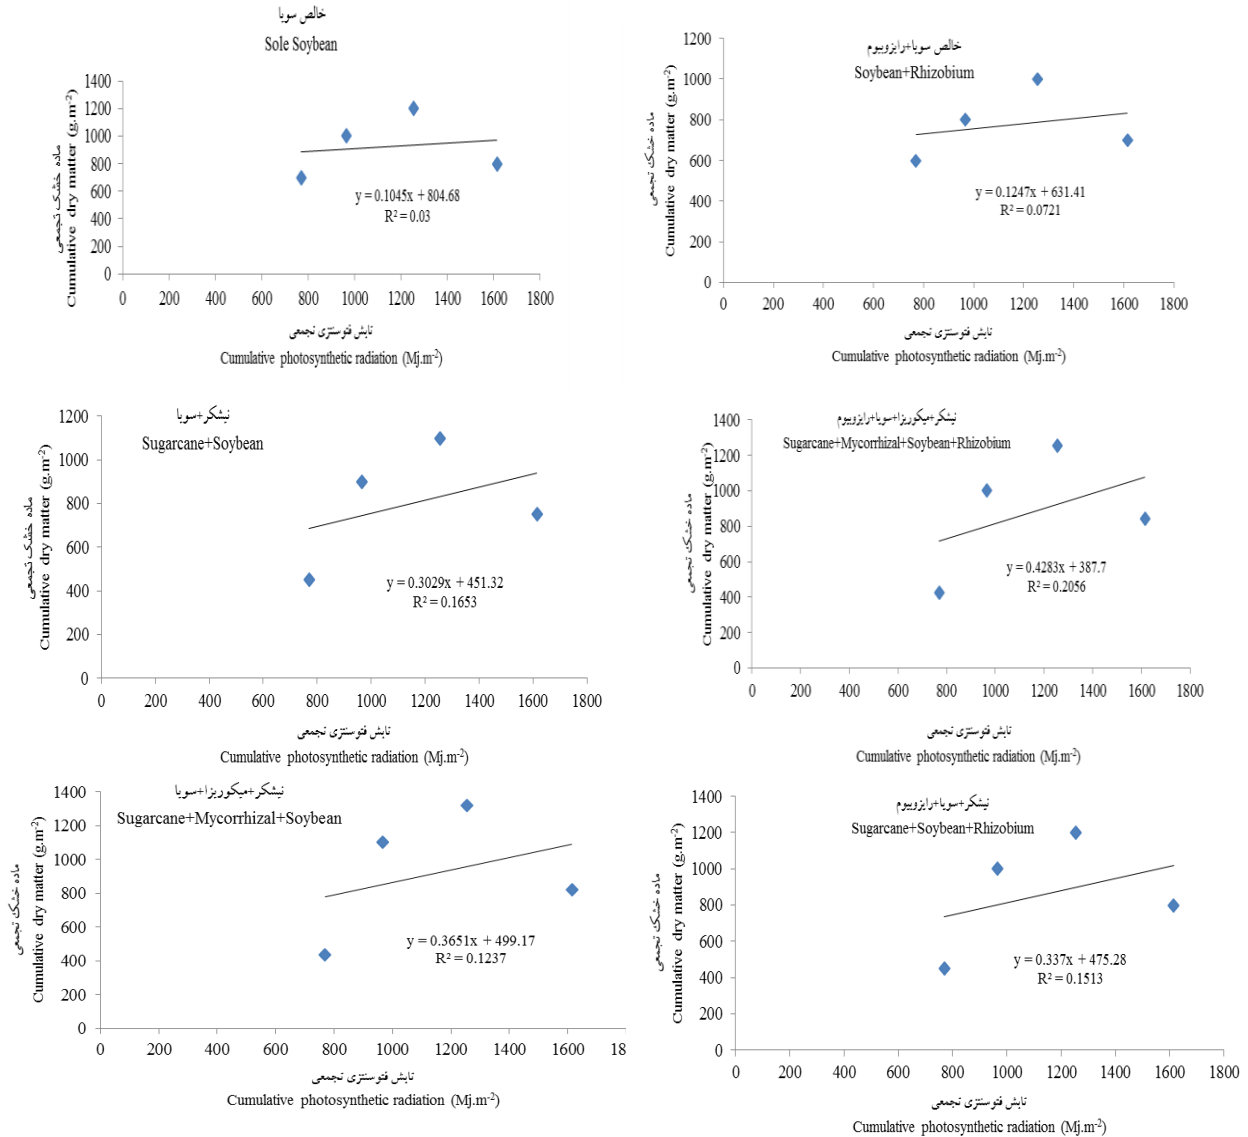 خالص سویا
Sole Soybean
ماده خشک تجمعی
Cumulative dry matter (g.m-2)
1400
1200
1000
800
600
400
200
0
0 200 400 600 800 1000 1200 1400 1600 1800
y = 0.1045x + 804.68
R² = 0.03
تابش فتوسنتزی تجمعی
Cumulative photosynthetic radiation (Mj.m-2)
خالص سویا+رایزوبیوم
Soybean+Rhizobium
ماده خشک تجمعی
Cumulative dry matter (g.m-2)
1200
1000
800
600
400
200
0
0 200 400 600 800 1000 1200 1400 1600 1800
y = 0.1247x + 631.41
R² = 0.0721
تابش فتوسنتزی تجمعی
Cumulative photosynthetic radiation (Mj.m-2)
نیشکر+سویا
Sugarcane+Soybean
ماده خشک تجمعی
Cumulative dry matter (g.m-2)
1200
1000
800
600
400
200
0
0 200 400 600 800 1000 1200 1400 1600 1800
y = 0.3029x + 451.32
R² = 0.1653
تابش فتوسنتزی تجمعی
Cumulative photosynthetic radiation (Mj.m-2)
نیشکر+میکوریزا+سویا+رایزوبیوم
Sugarcane+Mycorrhizal+Soybean+Rhizobium
ماده خشک تجمعی
Cumulative dry matter (g.m-2)
1400
1200
1000
800
600
400
200
0
0 200 400 600 800 1000 1200 1400 1600 1800
y = 0.4283x + 387.7
R² = 0.2056
تابش فتوسنتزی تجمعی
Cumulative photosynthetic radiation (Mj.m-2)
نیشکر+میکوریزا+سویا
Sugarcane+Mycorrhizal+Soybean
ماده خشک تجمعی
Cumulative dry matter (g.m-2)
1400
1200
1000
800
600
400
200
0
0 200 400 600 800 1000 1200 1400 1600 18
y = 0.3651x + 499.17
R² = 0.1237
تابش فتوسنتزی تجمعی
Cumulative photosynthetic radiation (Mj.m-2)
نیشکر+سویا+رایزوبیوم
Sugarcane+Soybean+Rhizobium
ماده خشک تجمعی
Cumulative dry matter (g.m-2)
1400
1200
1000
800
600
400
200
0
0 200 400 600 800 1000 1200 1400 1600 1800
y = 0.337x + 475.28
R² = 0.1513
تابش فتوسنتزی تجمعی
Cumulative photosynthetic radiation (Mj.m-2)